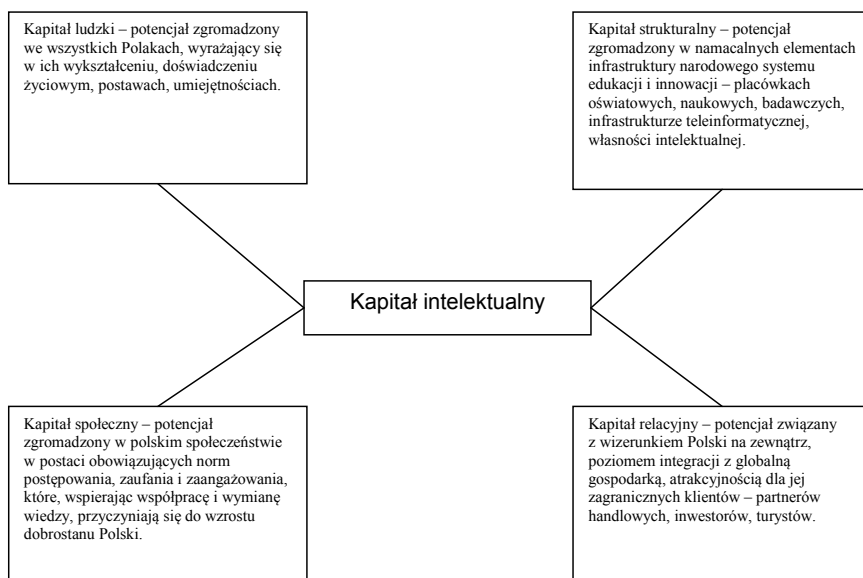 Kapitał ludzki – potencjał zgromadzony
we wszystkich Polakach, wyrażający się
w ich wykształceniu, doświadczeniu
życiowym, postawach, umiejętnościach.
Kapitał strukturalny – potencjał
zgromadzony w namacalnych elementach
infrastruktury narodowego systemu
edukacji i innowacji – placówkach
oświatowych, naukowych, badawczych,
infrastrukturze teleinformatycznej,
własności intelektualnej.
Kapitał intelektualny
Kapitał społeczny – potencjał
zgromadzony w polskim społeczeństwie
w postaci obowiązujących norm
postępowania, zaufania i zaangażowania,
które, wspierając współpracę i wymianę
wiedzy, przyczyniają się do wzrostu
dobrostanu Polski.
Kapitał relacyjny – potencjał związany
z wizerunkiem Polski na zewnątrz,
poziomem integracji z globalną
gospodarką, atrakcyjnością dla jej
zagranicznych klientów – partnerów
handlowych, inwestorów, turystów.